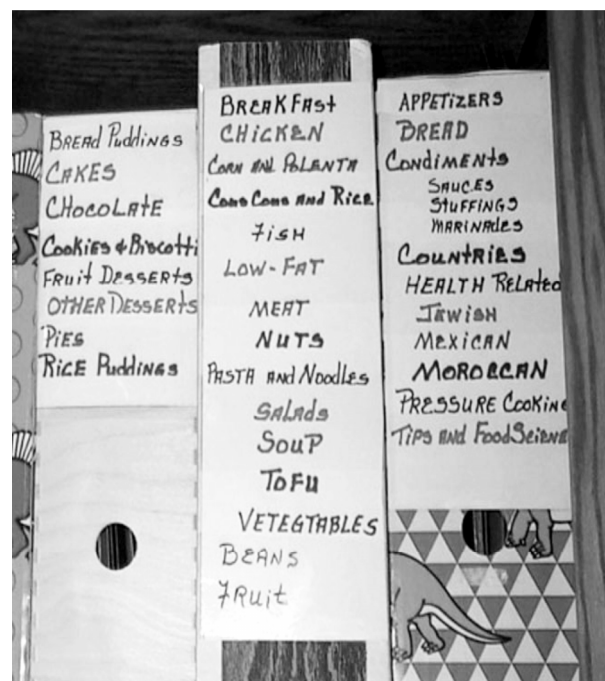 Bread Puddings
Cakes
Chocolate
Cookies & Biscotti
Fruit Desserts
Other Desserts
Pies
Rice Puddings
Breakfast
Chicken
Corn and Polenta
Cous Cous and Rice
Fish
Low-Fat
Meat
Nuts
Pasta and Noodles
Salads
Soup
Tofu
Vetegtables
Beans
Fruit
Appetizers
Bread
Condiments
Sauces
Stuffings
Marinades
Countries
Health Related
Jewish
Mexican
Moroccan
Pressure Cooking
Tips and Food Science